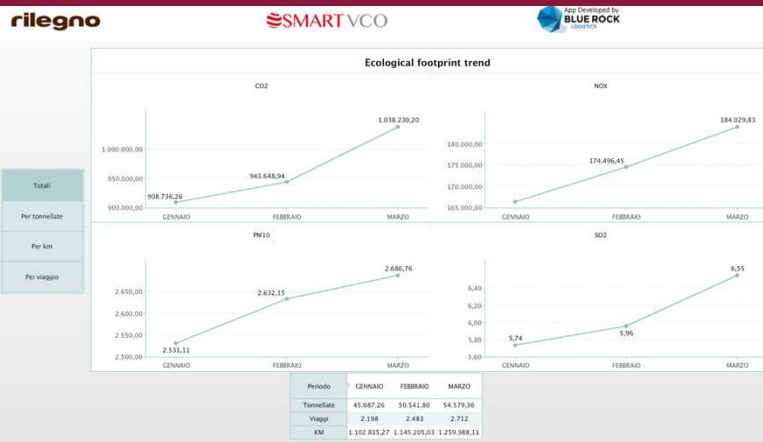 rilegno
SMART VCO
App Developed by
BLUE ROCK
LOGISTICS
Ecological footprint trend
CO2
1.038.230,20
1.000.000,00
950.000,00
943.648,94
908.736,26
900.000,00
GENNAIO FEBBRAIO MARZO
NOX
184.029,83
180.000,00
175.000,00
174.496,45
170.000,00
165.000,00
GENNAIO FEBBRAIO MARZO
Totali
Per tonnellate
Per km
Per viaggio
PM10
2.686,76
2.650,00
2.632,15
2.600,00
2.550,00
2.531,11
2.500,00
GENNAIO FEBBRAIO MARZO
SO2
6,55
6,40
6,20
6,00
5,96
5,80
5,74
5,60
GENNAIO FEBBRAIO MARZO
Periodo GENNAIO FEBBRAIO MARZO
Tonnellate 45.087,26 50.541,80 54.579,36
Viaggi 2.198 2.483 2.712
KM 1.102.835,27 1.145.205,03 1.259.988,11